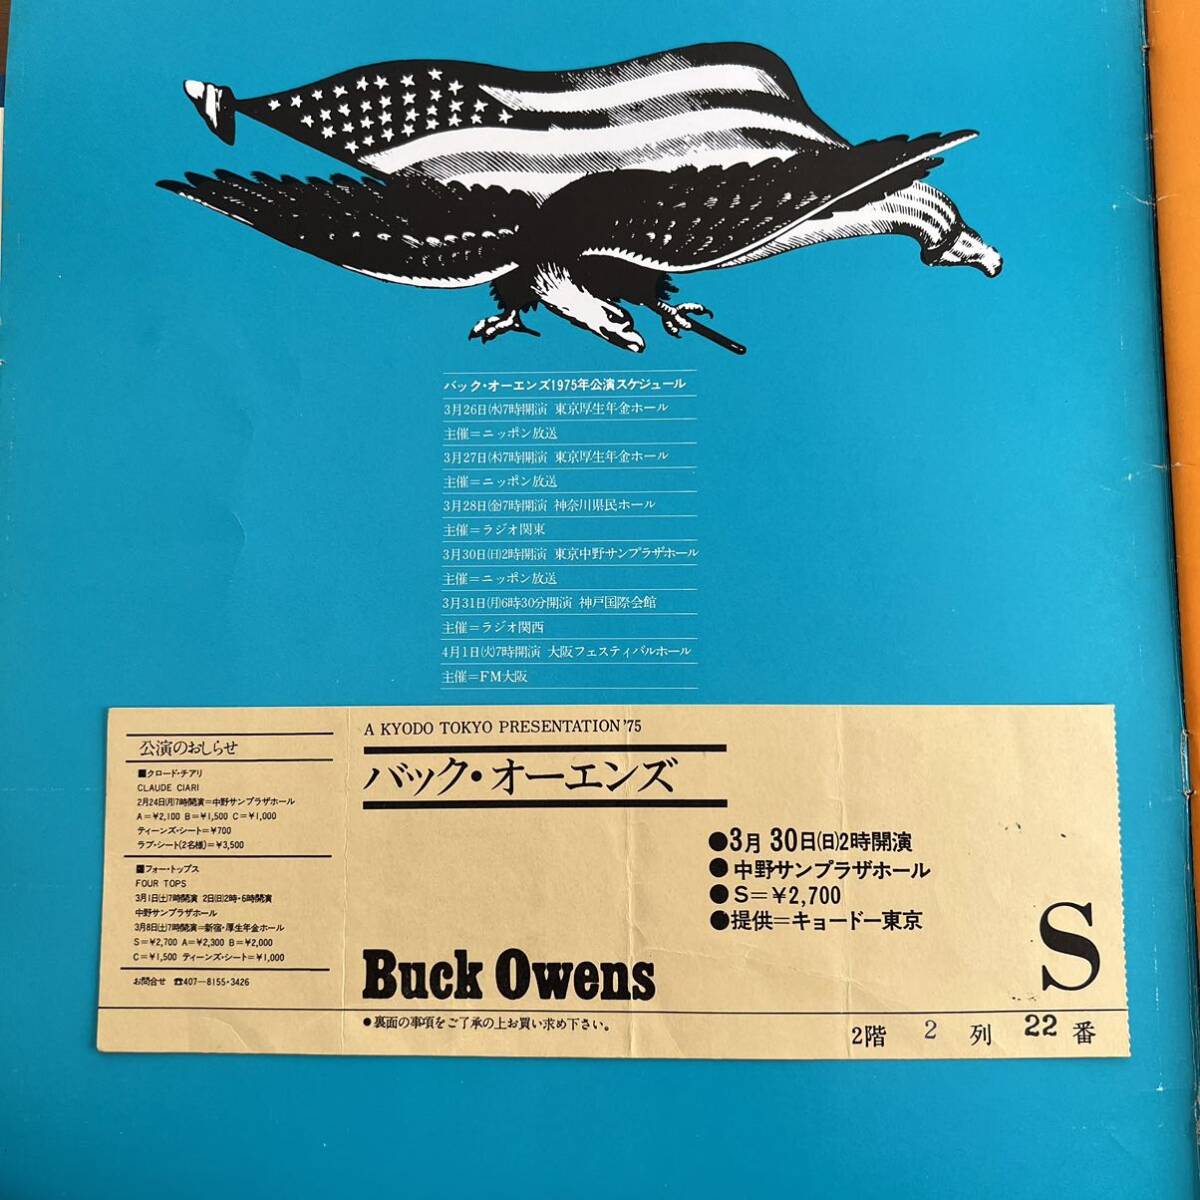 バック・オーエンズ1975年公演スケジュール
3月26日(水)7時開演 東京厚生年金ホール
主催=ニッポン放送
3月27日(木)7時開演 東京厚生年金ホール
主催=ニッポン放送
3月28日(金)7時開演 神奈川県民ホール
主催=ラジオ関東
3月30日(日)2時開演 東京中野サンプラザホール
主催=ニッポン放送
3月31日(月)6時30分開演 神戸国際会館
主催=ラジオ関西
4月1日(火)7時開演 大阪フェスティバルホール
主催=FM大阪
公演のおしらせ
■クロード・チアリ
CLAUDE CIARI
2月24日(月)7時開演=中野サンプラザホール
A=¥2,100 B=¥1,500 C=¥1,000
ティーンズ・シート=¥700
ラブ・シート(2名様)=¥3,500
■フォー・トップス
FOUR TOPS
3月1日(土)7時開演 2日(日)2時・6時開演
中野サンプラザホール
3月8日(土)7時開演=新宿・厚生年金ホール
S=¥2,700 A=¥2,300 B=¥2,000
C=¥1,500 ティーンズ・シート=¥1,000
お問合せ ☎407-8155・3426
A KYODO TOKYO PRESENTATION '75
バック・オーエンズ
●3月30日(日)2時開演
●中野サンプラザホール
●S=¥2,700
●提供=キョードー東京
S
Buck Owens
●裏面の事項をご了承の上お買い求め下さい。
2階 2 列 22 番